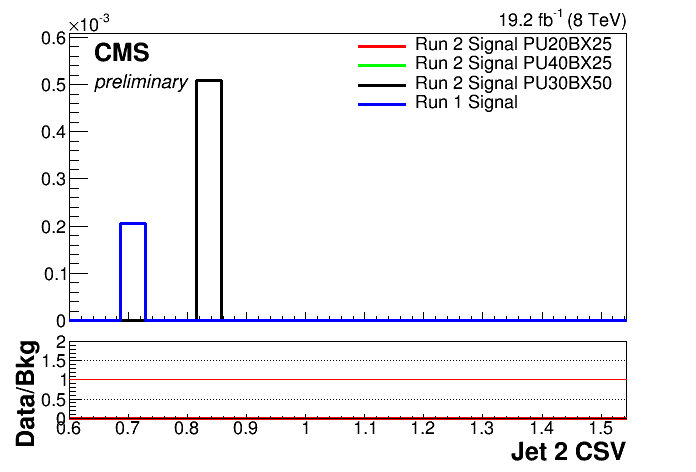 ×10⁻³
19.2 fb⁻¹ (8 TeV)
CMS
preliminary
Run 2 Signal PU20BX25
Run 2 Signal PU40BX25
Run 2 Signal PU30BX50
Run 1 Signal
0.6
0.5
0.4
0.3
0.2
0.1
0
Data/Bkg
2
1.5
1
0.5
0
0.6 0.7 0.8 0.9 1 1.1 1.2 1.3 1.4 1.5
Jet 2 CSV